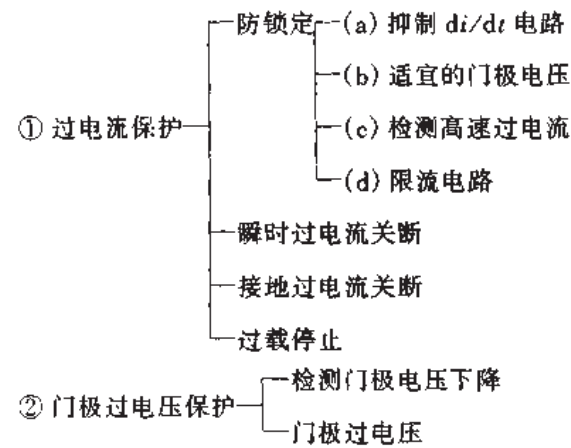 防锁定
(a) 抑制 di/dt 电路
(b) 适宜的门极电压
① 过电流保护
(c) 检测高速过电流
(d) 限流电路
瞬时过电流关断
接地过电流关断
过载停止
② 门极过电压保护
检测门极电压下降
门极过电压